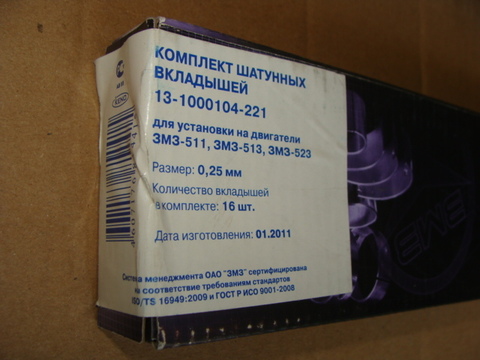 КОМПЛЕКТ ШАТУННЫХ
ВКЛАДЫШЕЙ
13-1000104-221
для установки на двигатели
ЗМЗ-511, ЗМЗ-513, ЗМЗ-523
Размер: 0,25 мм
Количество вкладышей
в комплекте: 16 шт.
Дата изготовления: 01.2011
Система менеджмента ОАО "ЗМЗ" сертифицирована
на соответствие требованиям стандартов
ISO/TS 16949:2009 и ГОСТ Р ИСО 9001-2008